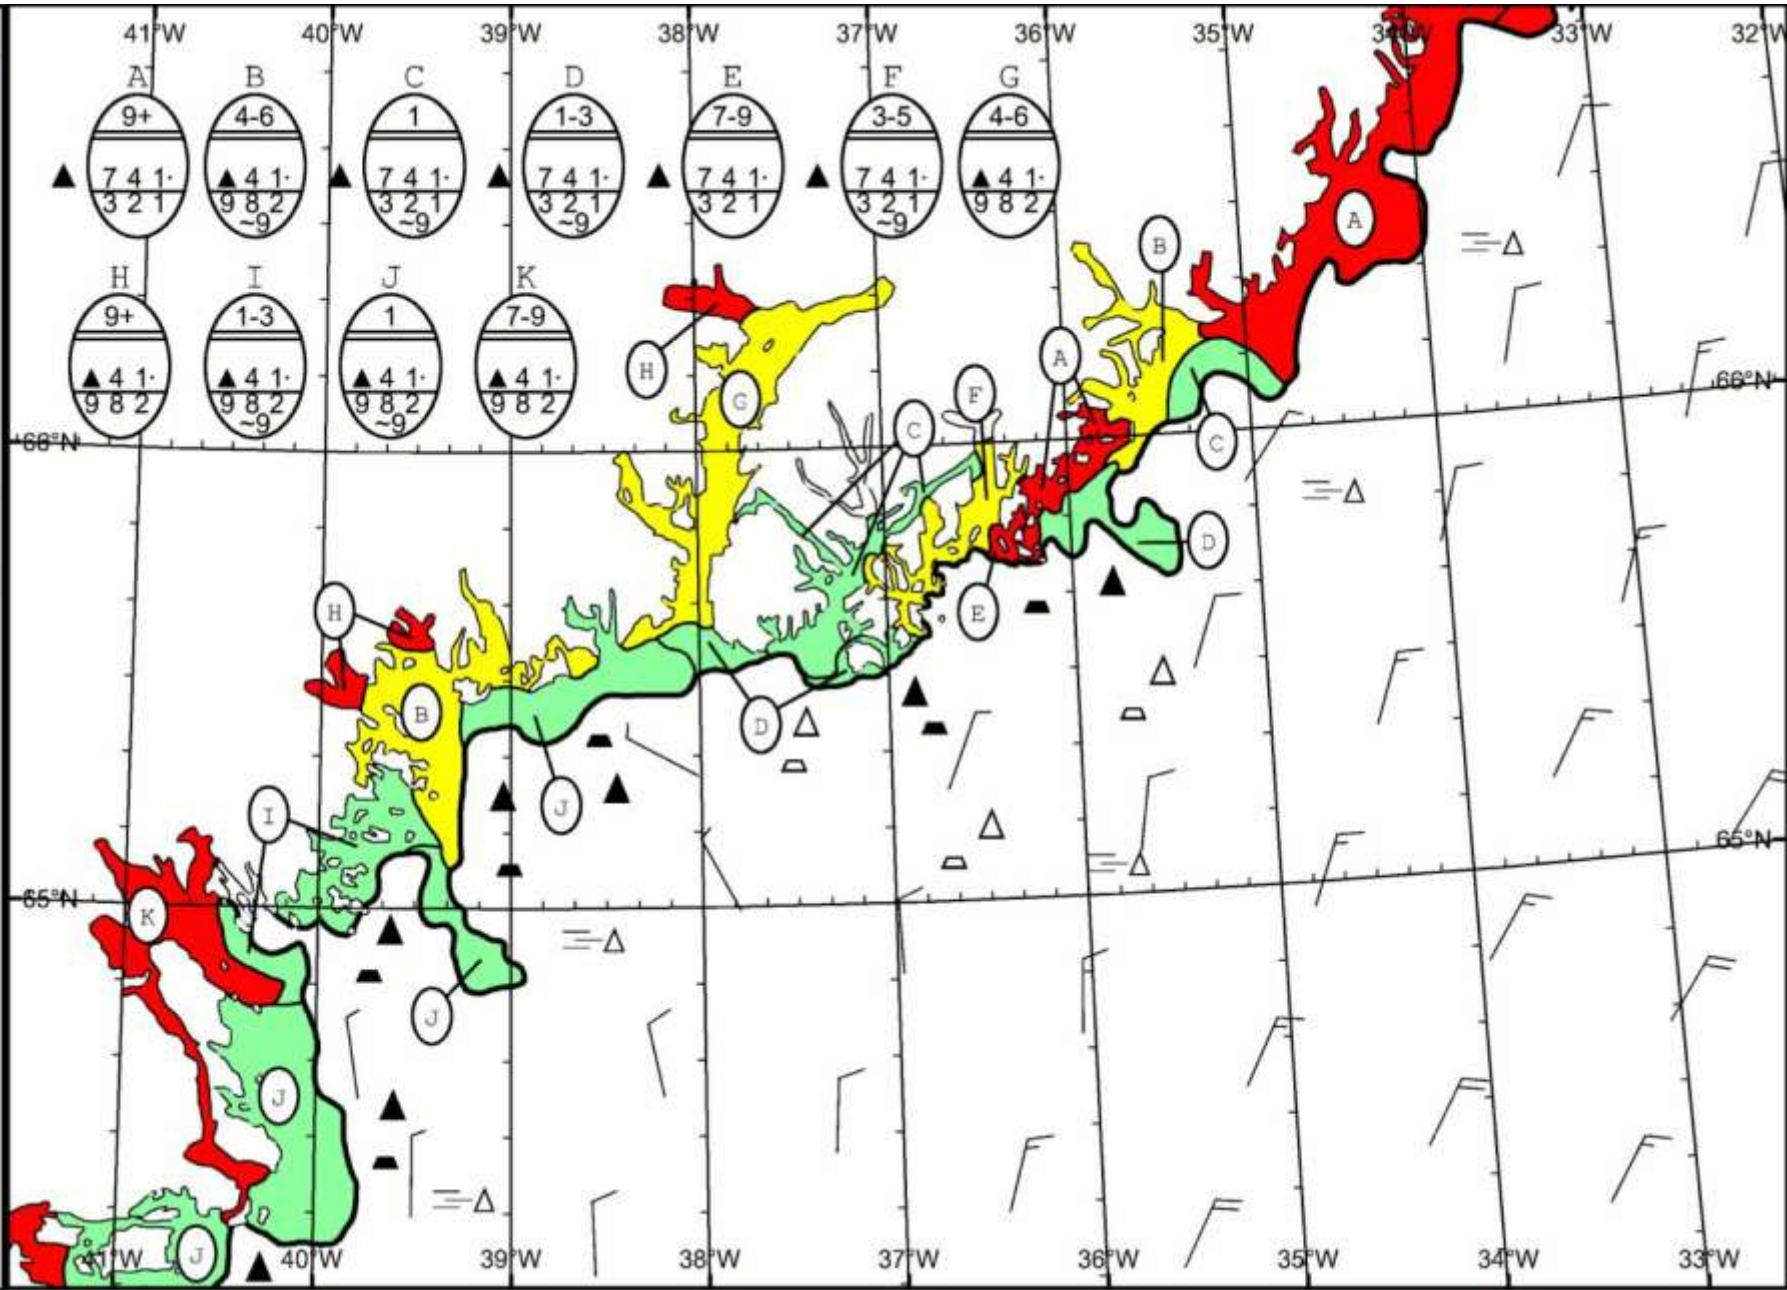 41°W 40°W 39°W 38°W 37°W 36°W 35°W 34°W 33°W 32°W
A B C D E F G
9+ 4-6 1 1-3 7-9 3-5 4-6
▲ 7 4 1· ▲ 4 1· ▲ 7 4 1· ▲ 7 4 1· ▲ 7 4 1· ▲ 7 4 1· ▲ 4 1·
3 2 1 9 8 2 3 2 1 3 2 1 3 2 1 3 2 1 9 8 2
~9 ~9 ~9 ~9
A
B
H I J K
9+ 1-3 1 7-9
▲ 4 1· ▲ 4 1· ▲ 4 1· ▲ 4 1·
9 8 2 9 8 2 9 8 2 9 8 2
~9 ~9
H A
66°N
G F
C C
66°N
D
H E
B D
J
I
65°N
65°N K
J
J
J
41°W 40°W 39°W 38°W 37°W 36°W 35°W 34°W 33°W